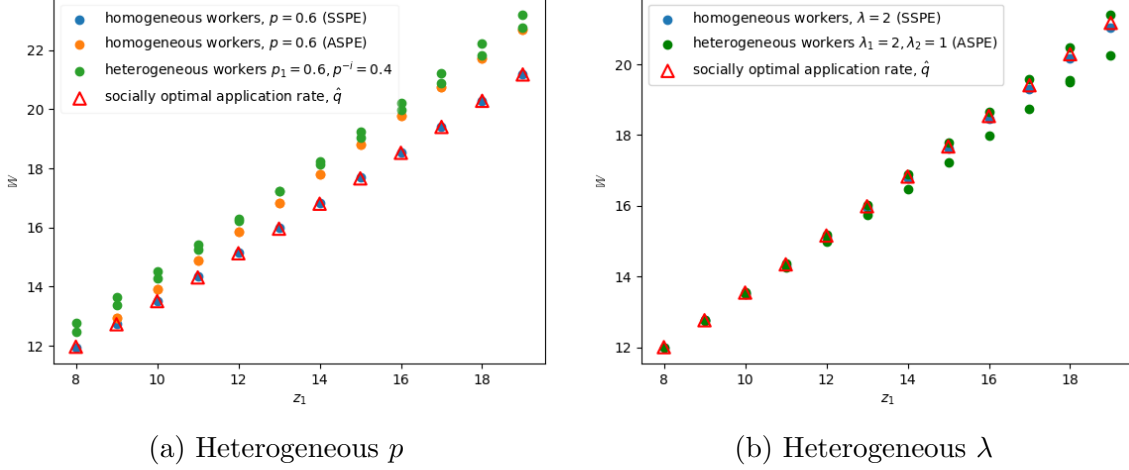 homogeneous workers, p = 0.6 (SSPE)
homogeneous workers, p = 0.6 (ASPE)
heterogeneous workers p₁ = 0.6, p⁻ⁱ = 0.4
socially optimal application rate, q̂
22
20
18
16
14
12
𝕎
8
10
12
14
16
18
z₁
(a) Heterogeneous p
homogeneous workers, λ = 2 (SSPE)
heterogeneous workers λ₁ = 2, λ₂ = 1 (ASPE)
socially optimal application rate, q̂
20
18
16
14
12
𝕎
8
10
12
14
16
18
z₁
(b) Heterogeneous λ